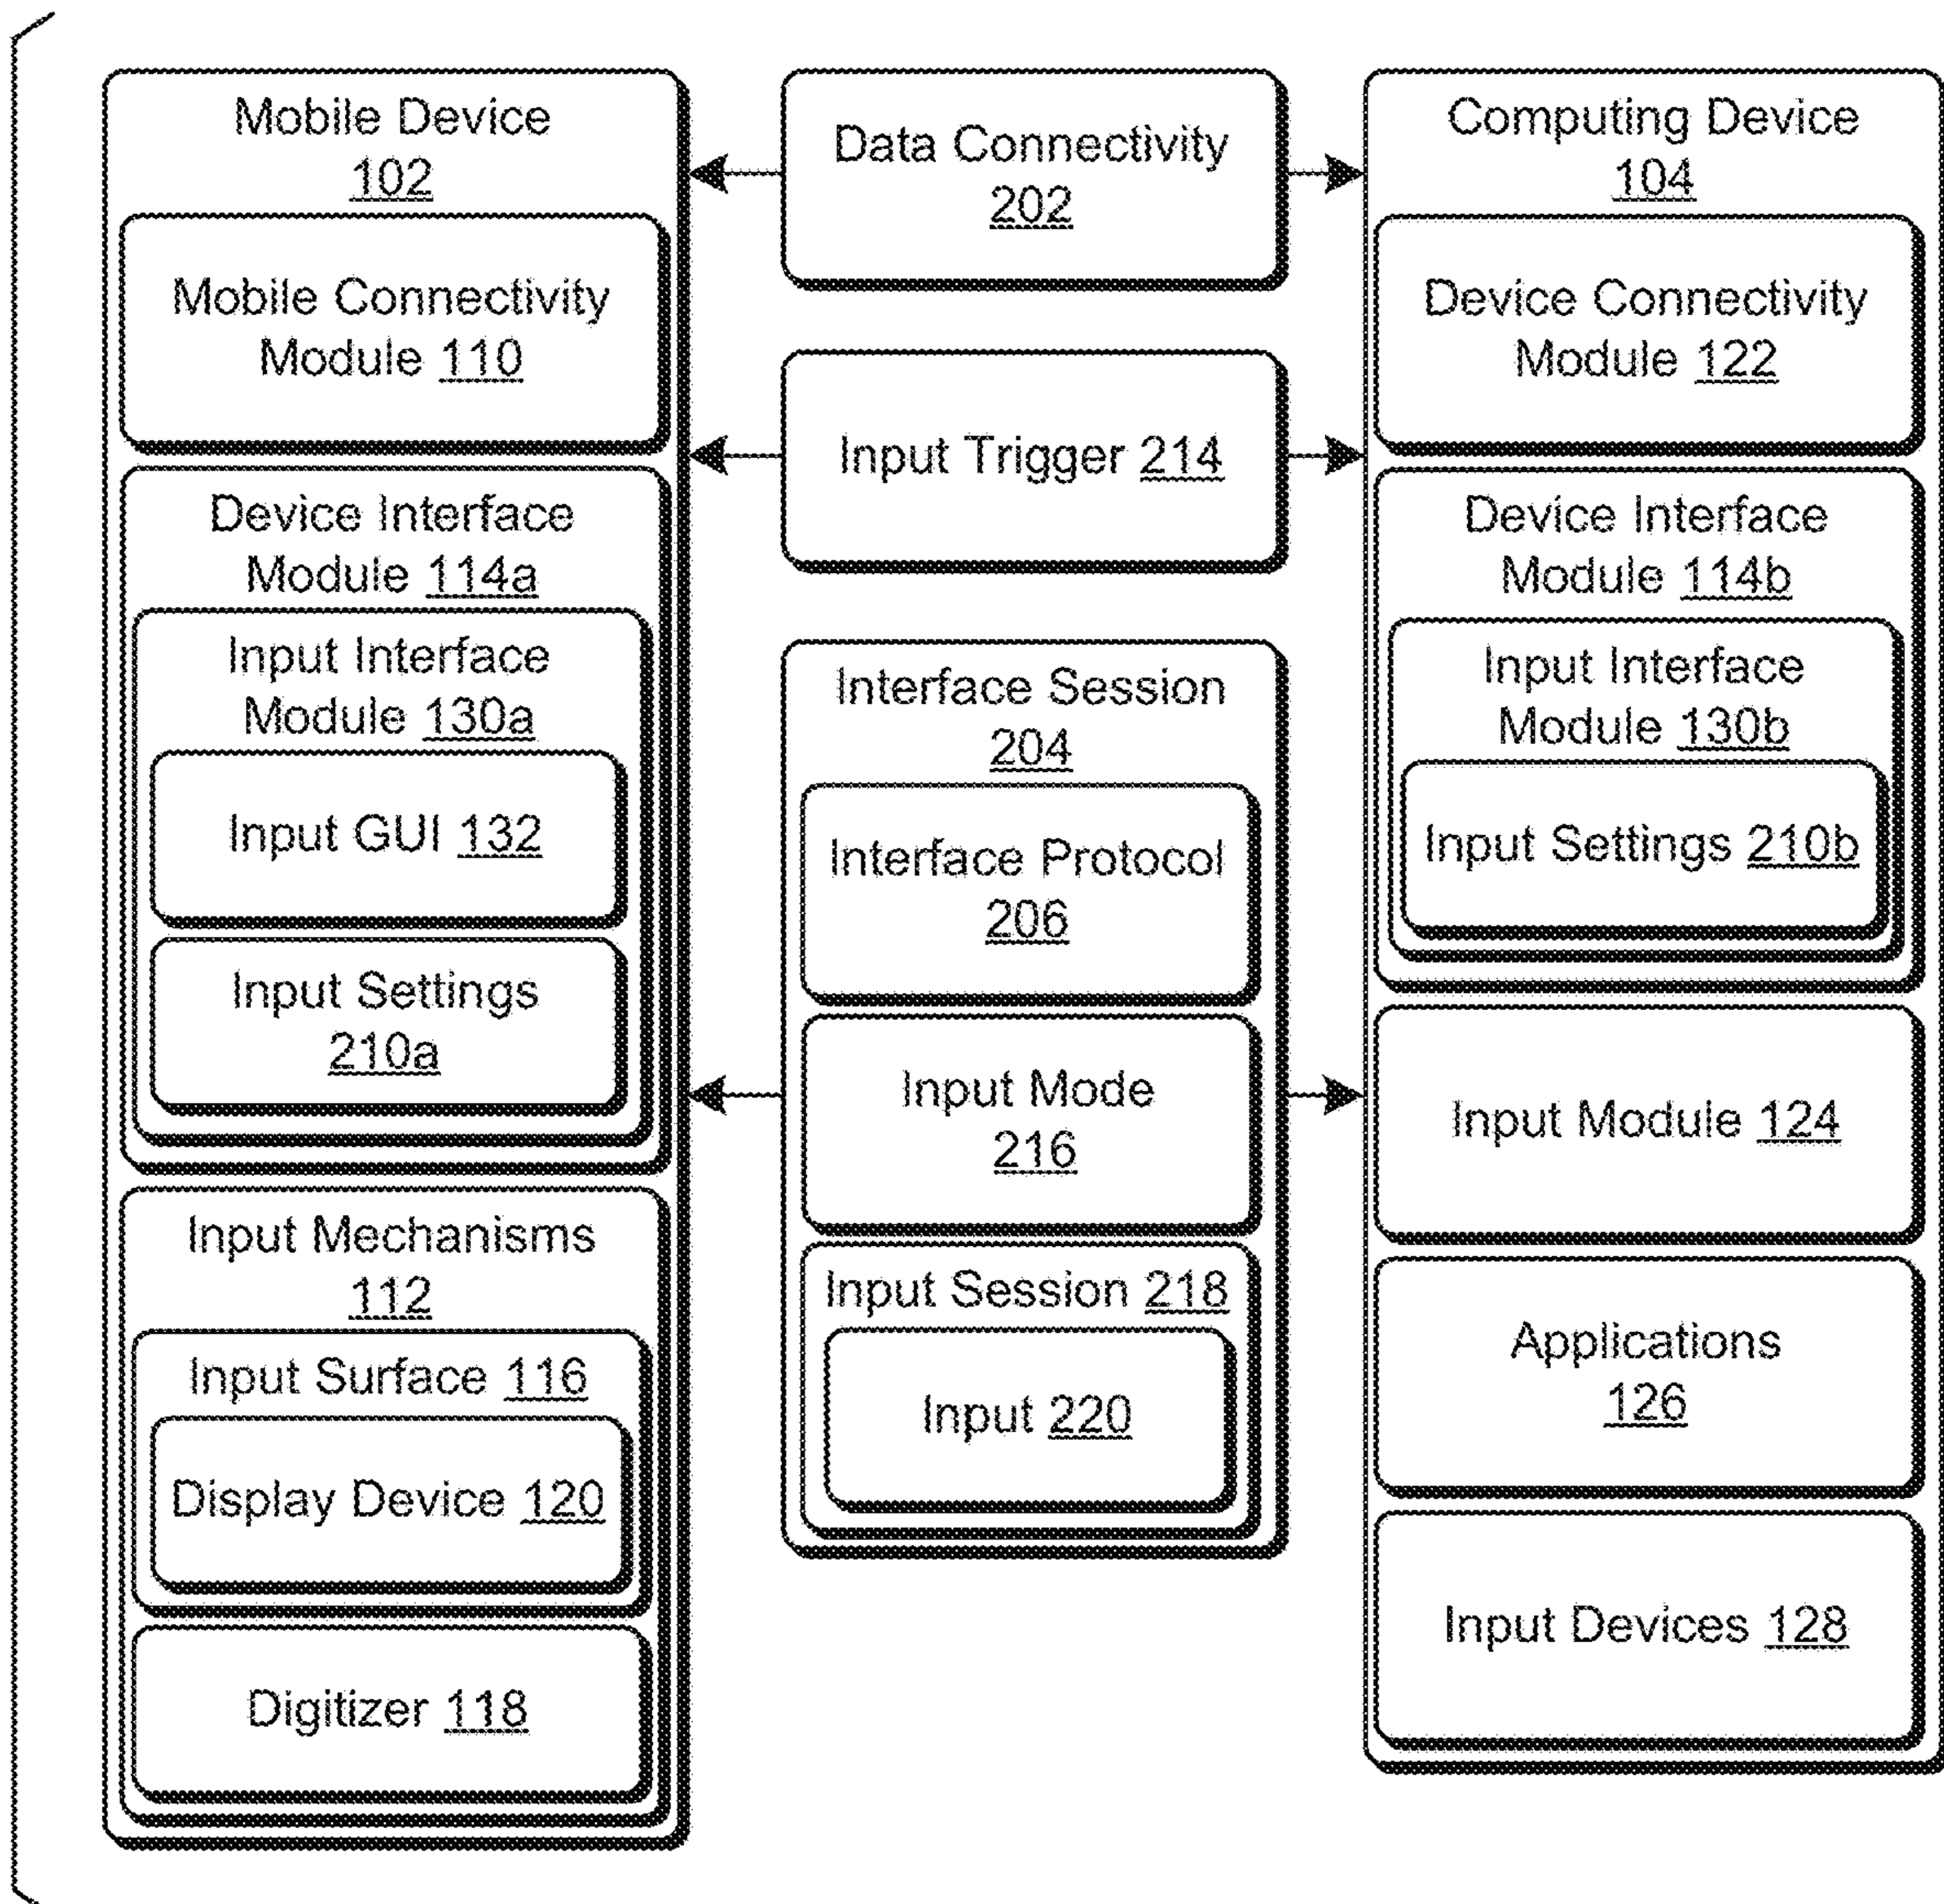 Mobile Device
102
Mobile Connectivity
Module 110
Device Interface
Module 114a
Input Interface
Module 130a
Input GUI 132
Input Settings
210a
Input Mechanisms
112
Input Surface 116
Display Device 120
Digitizer 118
Data Connectivity
202
Input Trigger 214
Interface Session
204
Interface Protocol
206
Input Mode
216
Input Session 218
Input 220
Computing Device
104
Device Connectivity
Module 122
Device Interface
Module 114b
Input Interface
Module 130b
Input Settings 210b
Input Module 124
Applications
126
Input Devices 128